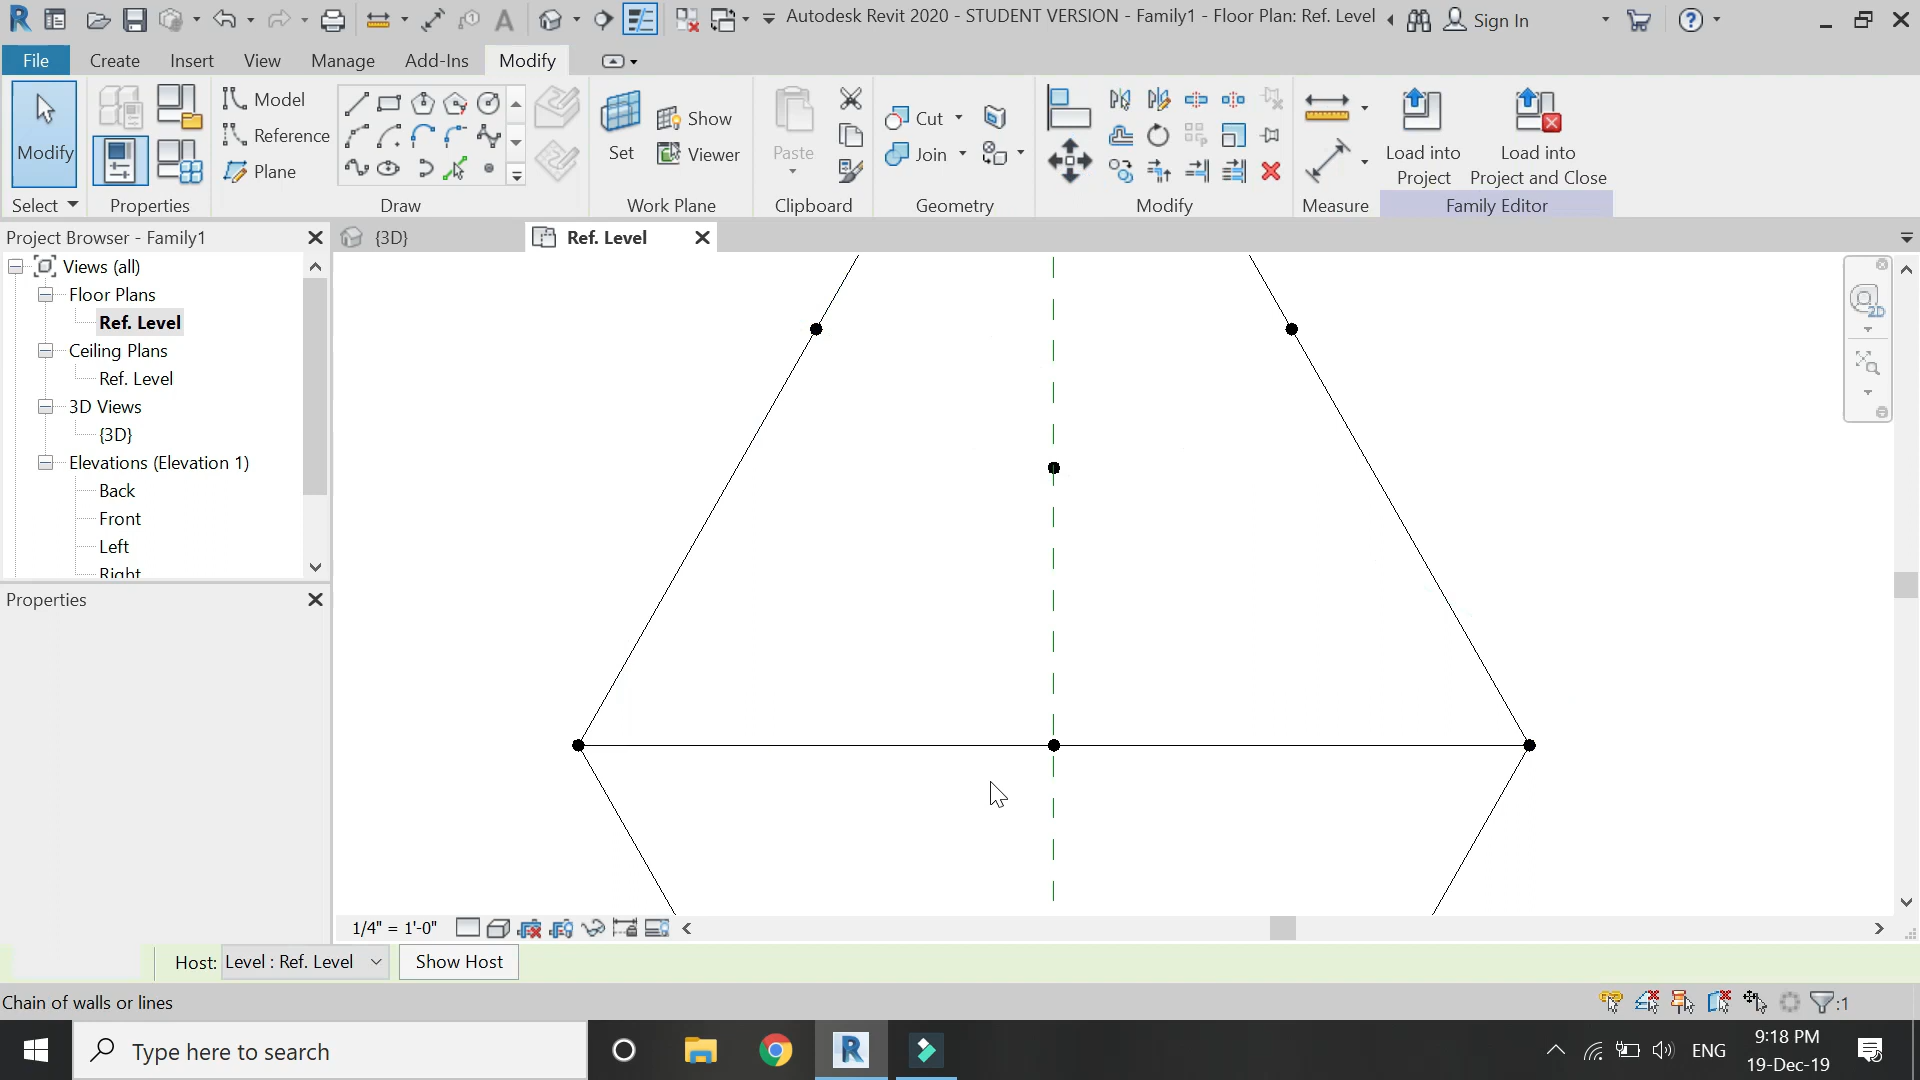 Autodesk Revit 2020 - STUDENT VERSION - Family1 - Floor Plan: Ref. Level
Sign In
File
Create
Insert
View
Manage
Add-Ins
Modify
Modify
Model
Reference
Plane
Set
Show
Viewer
Paste
Cut
Join
Load into
Project
Load into
Project and Close
Select
Properties
Draw
Work Plane
Clipboard
Geometry
Modify
Measure
Family Editor
Project Browser - Family1
{3D}
Ref. Level
Views (all)
Floor Plans
Ref. Level
Ceiling Plans
Ref. Level
3D Views
{3D}
Elevations (Elevation 1)
Back
Front
Left
Right
Properties
2D
1/4" = 1'-0"
Host:
Level : Ref. Level
Show Host
Chain of walls or lines
:1
Type here to search
ENG
9:18 PM
19-Dec-19